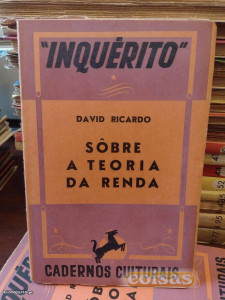 "INQUÉRITO"
DAVID RICARDO
SÔBRE
A TEORIA
DA RENDA
CADERNOS CULTURAIS
coisas